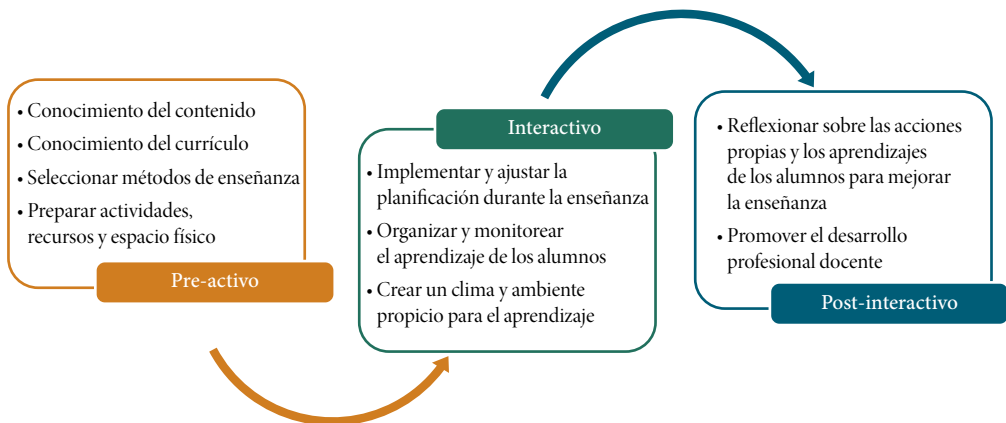 • Conocimiento del contenido
• Conocimiento del currículo
• Seleccionar métodos de enseñanza
• Preparar actividades,
recursos y espacio físico
Pre-activo
Interactivo
• Implementar y ajustar la
planificación durante la enseñanza
• Organizar y monitorear
el aprendizaje de los alumnos
• Crear un clima y ambiente
propicio para el aprendizaje
• Reflexionar sobre las acciones
propias y los aprendizajes
de los alumnos para mejorar
la enseñanza
• Promover el desarrollo
profesional docente
Post-interactivo